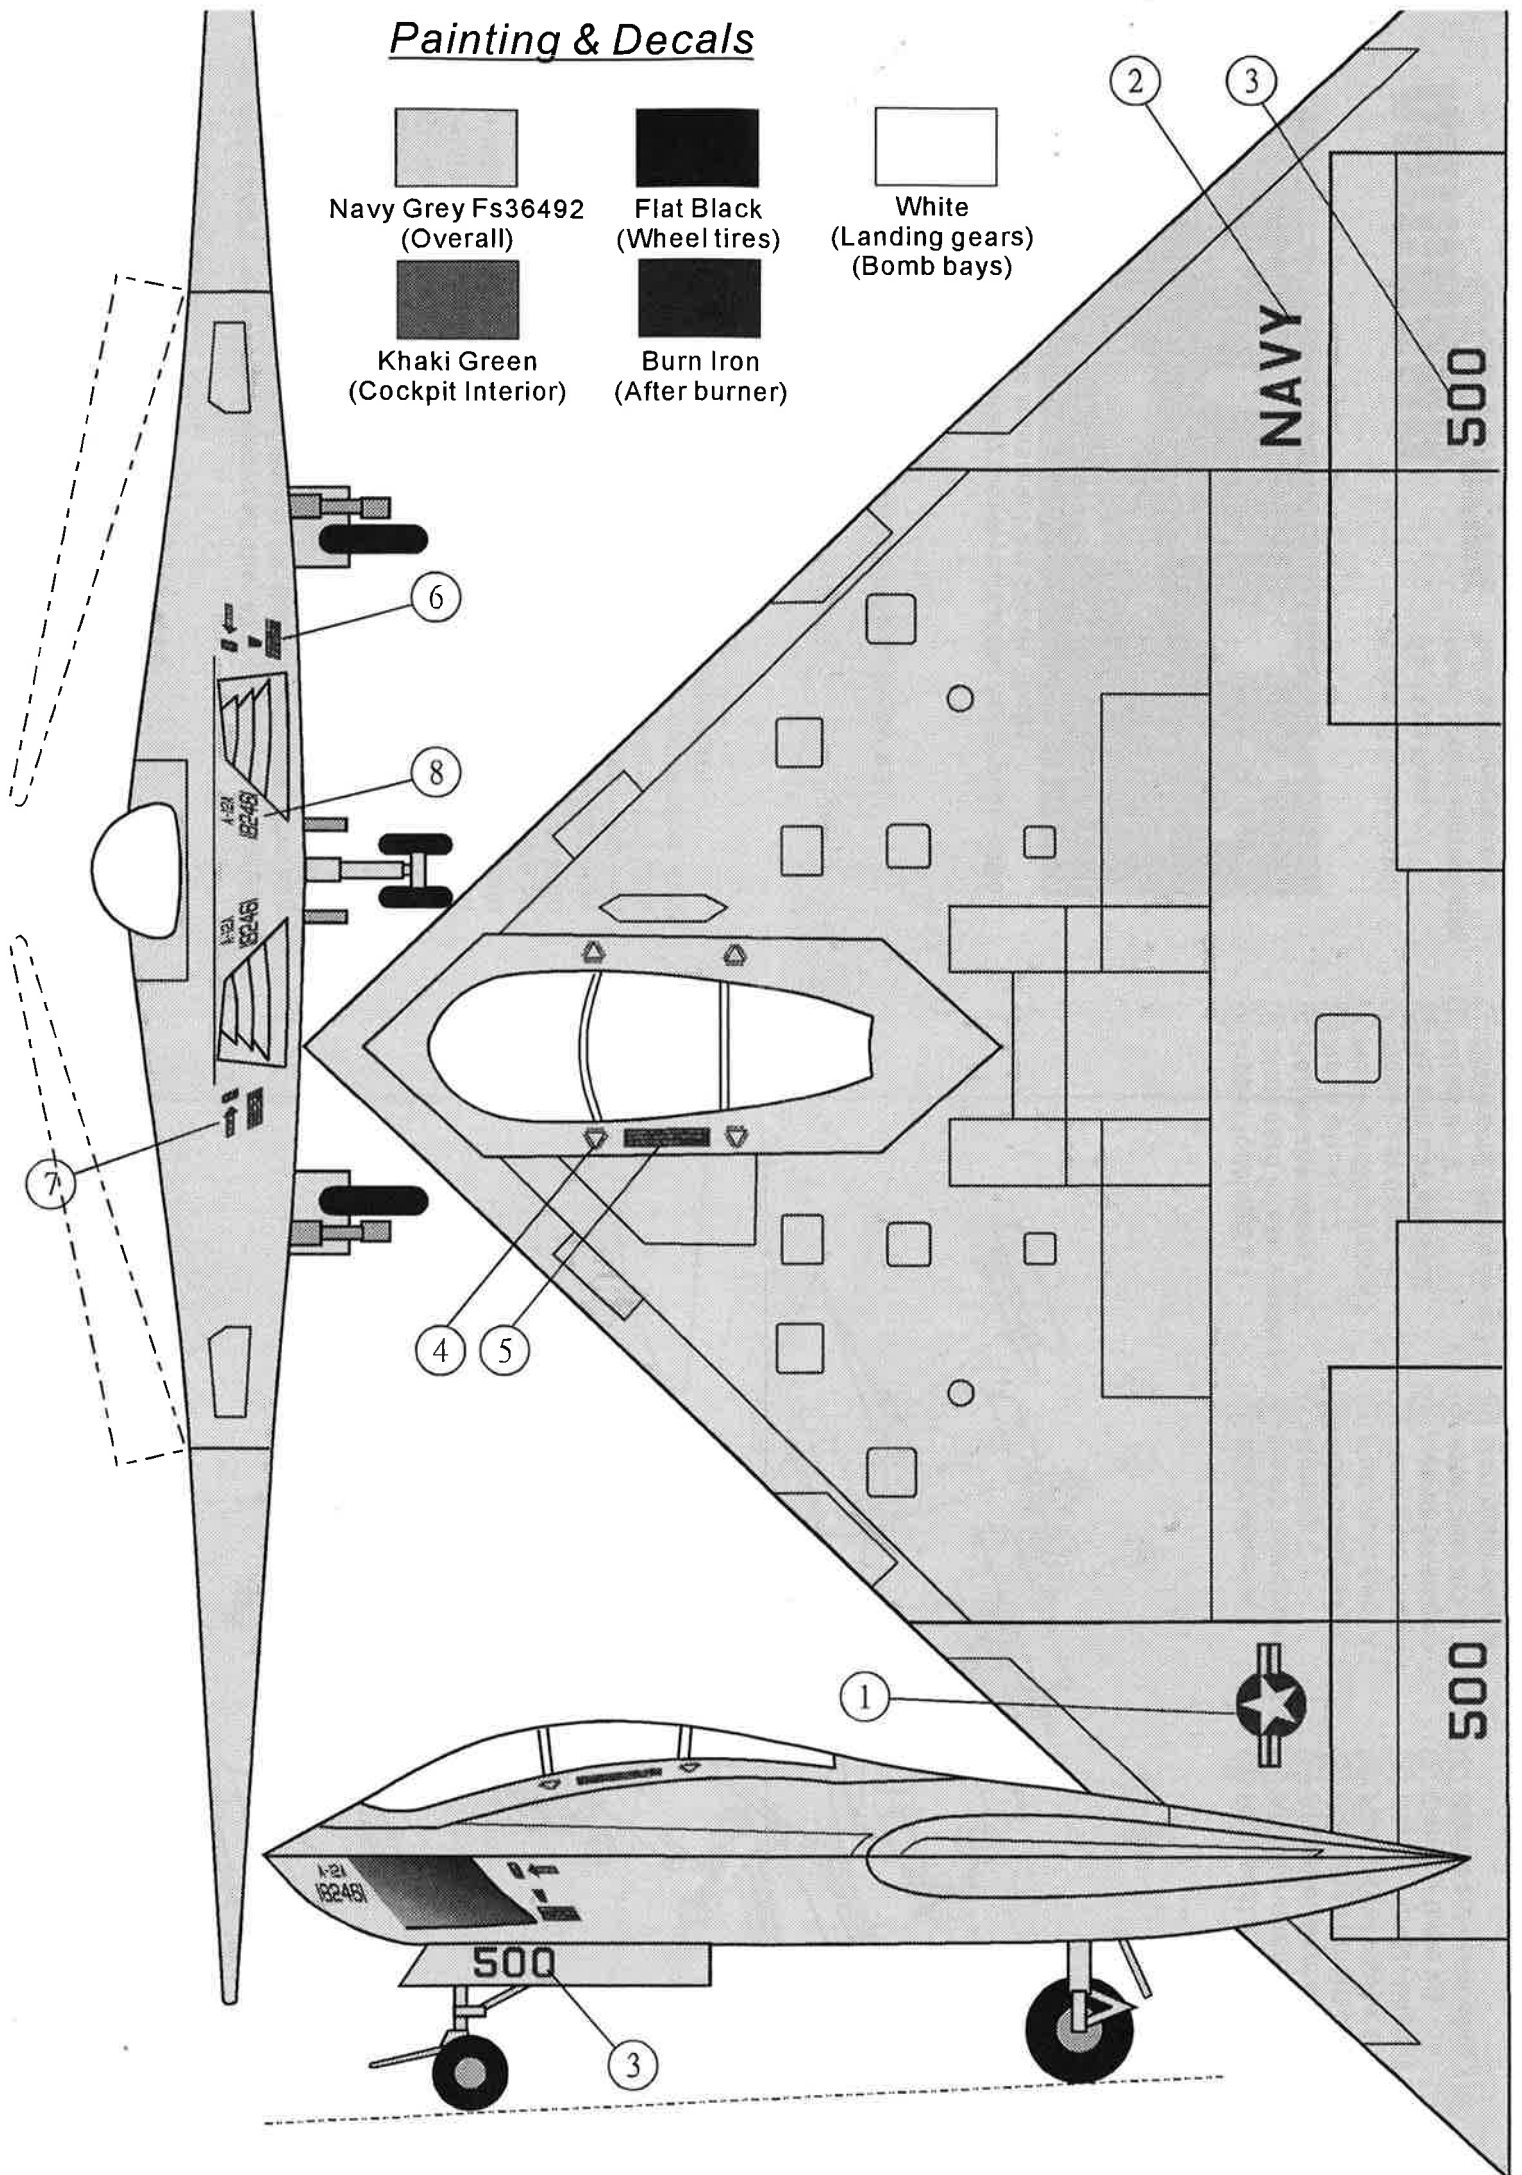 Painting & Decals
2
3
Navy Grey Fs36492
(Overall)
Flat Black
(Wheel tires)
White
(Landing gears)
(Bomb bays)
Khaki Green
(Cockpit Interior)
Burn Iron
(After burner)
NAVY
500
6
8
A-12A
182461
A-12A
182461
7
4
5
1
500
A-12A
182461
500
3